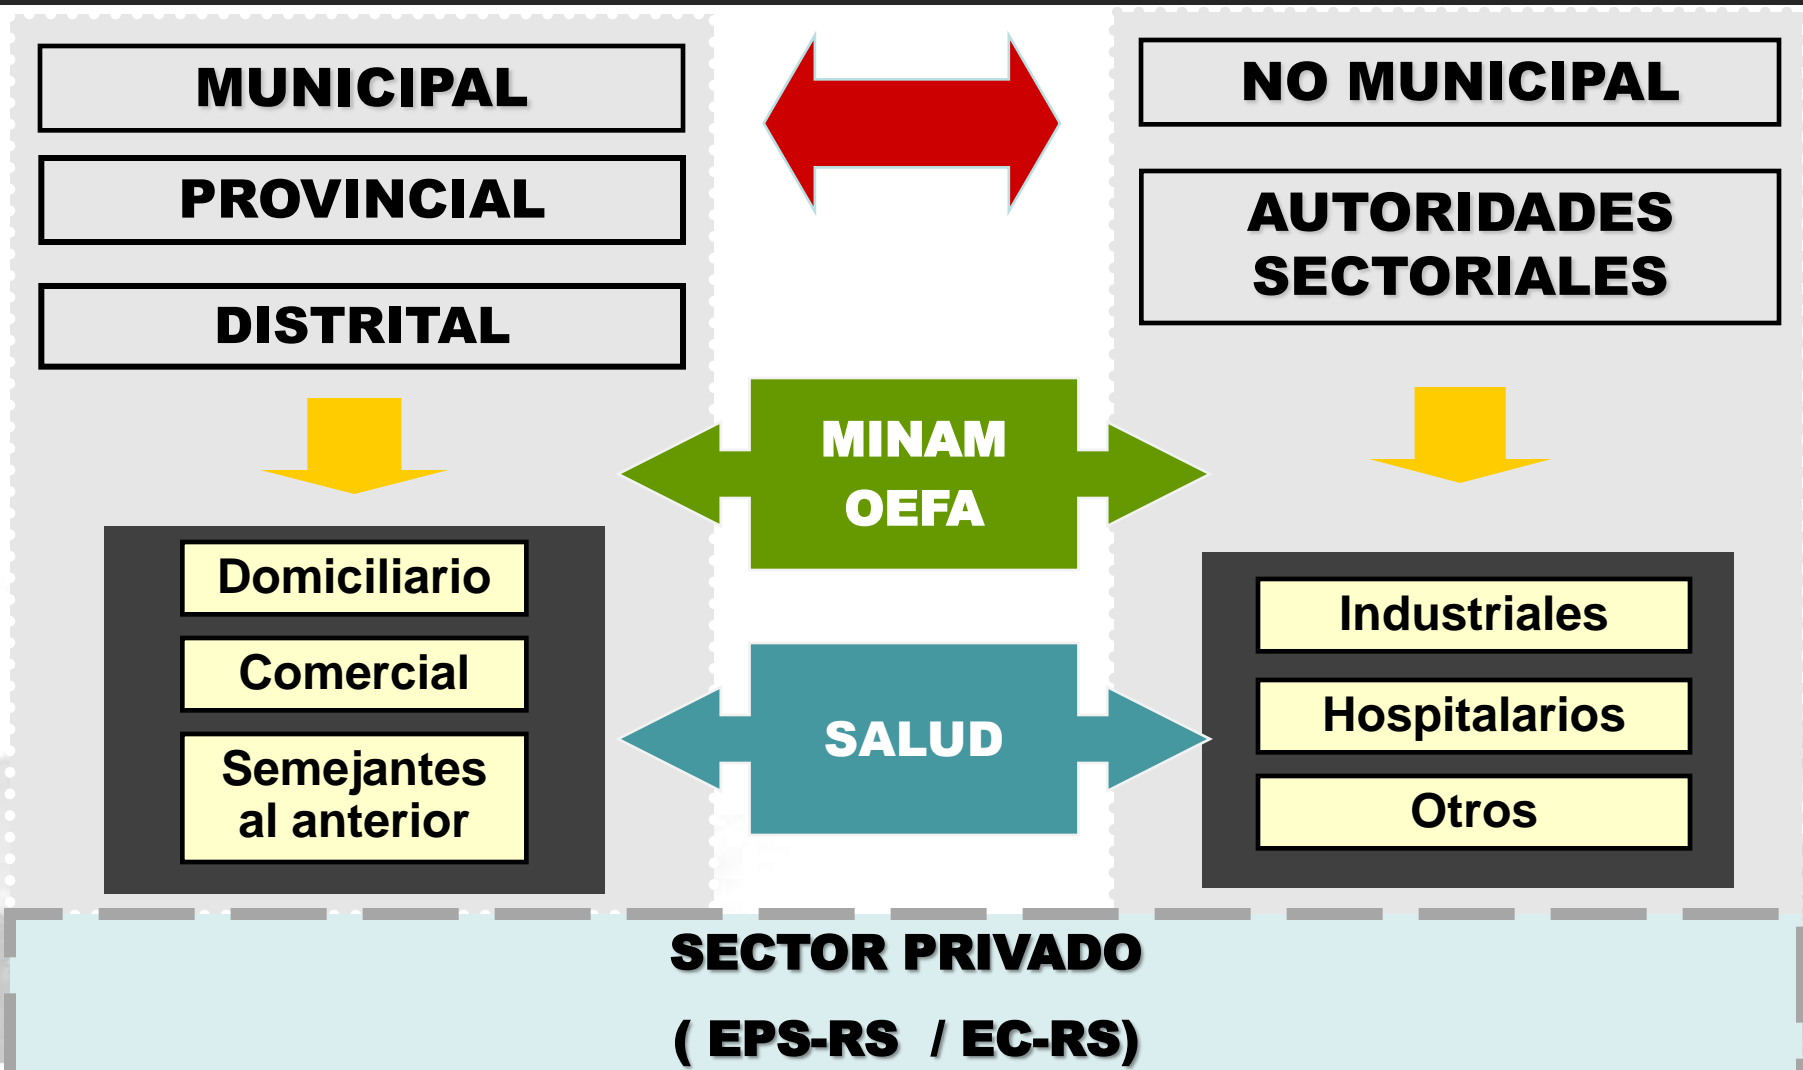 MUNICIPAL
PROVINCIAL
DISTRITAL
Domiciliario
Comercial
Semejantes
al anterior
MINAM
OEFA
SALUD
NO MUNICIPAL
AUTORIDADES
SECTORIALES
Industriales
Hospitalarios
Otros
SECTOR PRIVADO
( EPS-RS / EC-RS)